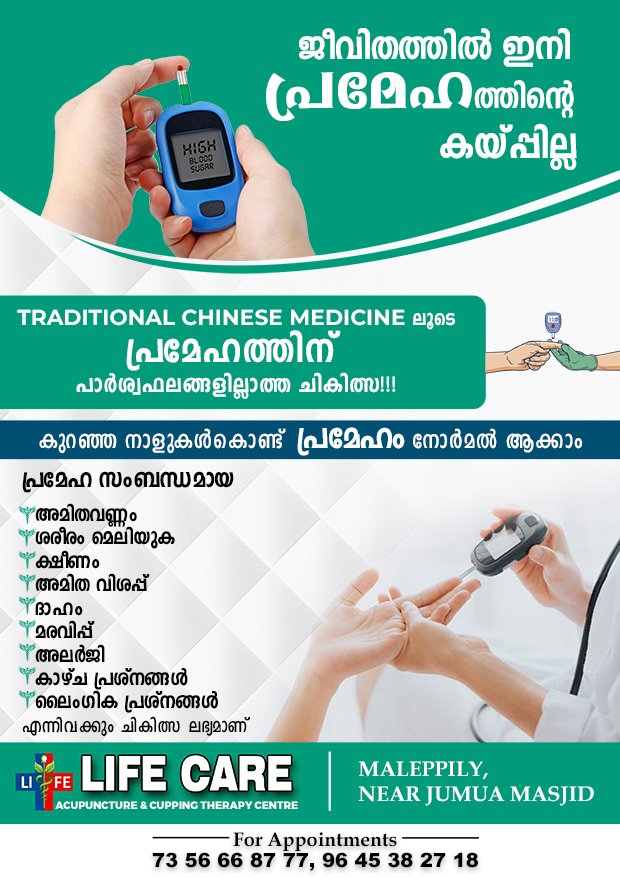 ജീവിതത്തിൽ ഇനി
പ്രമേഹത്തിന്റെ
കയ്പ്പില്ല
HIGH
BLOOD
SUGAR
TRADITIONAL CHINESE MEDICINE ലൂടെ
പ്രമേഹത്തിന്
പാർശ്വഫലങ്ങളില്ലാത്ത ചികിത്സ!!!
കുറഞ്ഞ നാളുകൾകൊണ്ട് പ്രമേഹം നോർമൽ ആക്കാം
പ്രമേഹ സംബന്ധമായ
അമിതവണ്ണം
ശരീരം മെലിയുക
ക്ഷീണം
അമിത വിശപ്പ്
ദാഹം
മരവിപ്പ്
അലർജി
കാഴ്ച പ്രശ്നങ്ങൾ
ലൈംഗിക പ്രശ്നങ്ങൾ
എന്നിവക്കും ചികിത്സ ലഭ്യമാണ്
LIFE LIFE CARE
ACUPUNCTURE & CUPPING THERAPY CENTRE
MALEPPILY,
NEAR JUMUA MASJID
For Appointments
73 56 66 87 77, 96 45 38 27 18